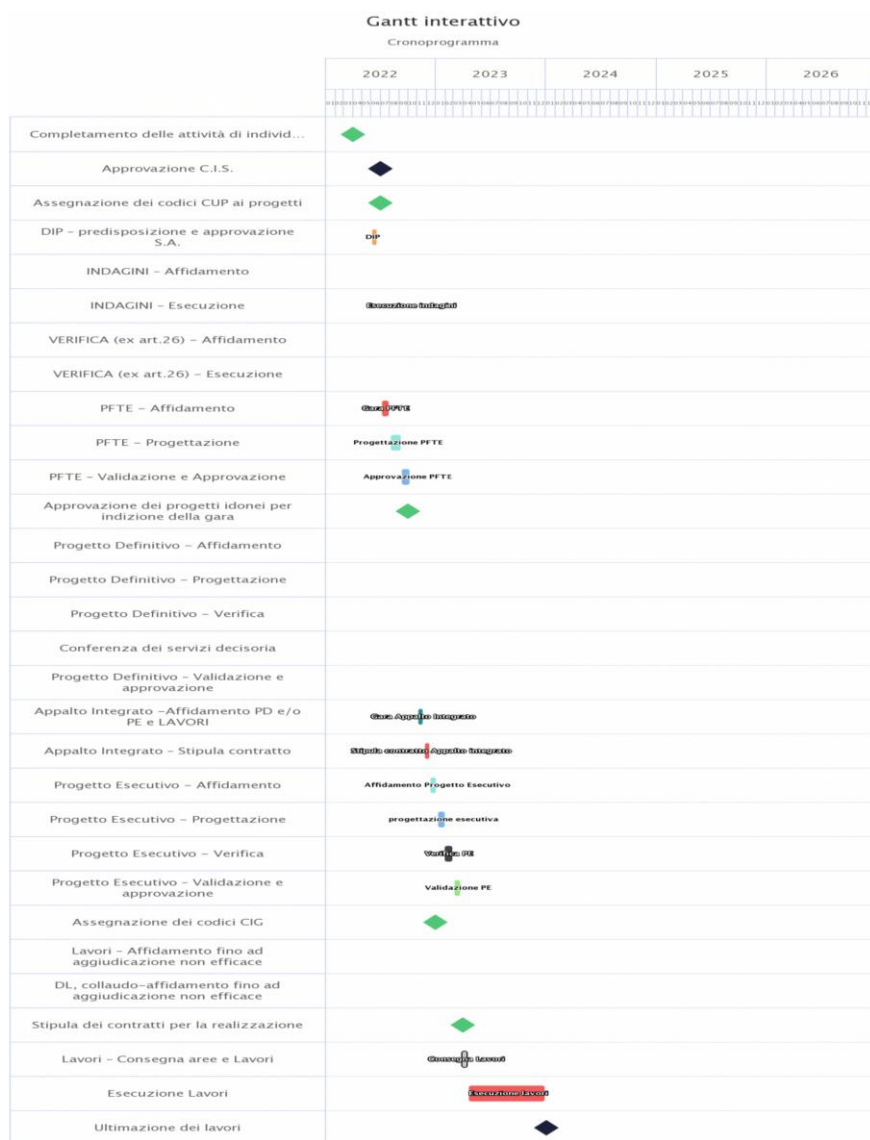 Gantt interattivo
Cronoprogramma
2022 2023 2024 2025 2026
Completamento delle attività di individ...
Approvazione C.I.S.
Assegnazione dei codici CUP ai progetti
DIP - predisposizione e approvazione
S.A.
DIP
INDAGINI - Affidamento
INDAGINI - Esecuzione
Esecuzione indagini
VERIFICA (ex art.26) - Affidamento
VERIFICA (ex art.26) - Esecuzione
PFTE - Affidamento
Gara PFTE
PFTE - Progettazione
Progettazione PFTE
PFTE - Validazione e Approvazione
Approvazione PFTE
Approvazione dei progetti idonei per
indizione della gara
Progetto Definitivo - Affidamento
Progetto Definitivo - Progettazione
Progetto Definitivo - Verifica
Conferenza dei servizi decisoria
Progetto Definitivo - Validazione e
approvazione
Appalto Integrato -Affidamento PD e/o
PE e LAVORI
Gara Appalto Integrato
Appalto Integrato - Stipula contratto
Stipula contratto Appalto integrato
Progetto Esecutivo - Affidamento
Affidamento Progetto Esecutivo
Progetto Esecutivo - Progettazione
progettazione esecutiva
Progetto Esecutivo - Verifica
Verifica PE
Progetto Esecutivo - Validazione e
approvazione
Validazione PE
Assegnazione dei codici CIG
Lavori - Affidamento fino ad
aggiudicazione non efficace
DL, collaudo-affidamento fino ad
aggiudicazione non efficace
Stipula dei contratti per la realizzazione
Lavori - Consegna aree e Lavori
Consegna Lavori
Esecuzione Lavori
Esecuzione lavori
Ultimazione dei lavori